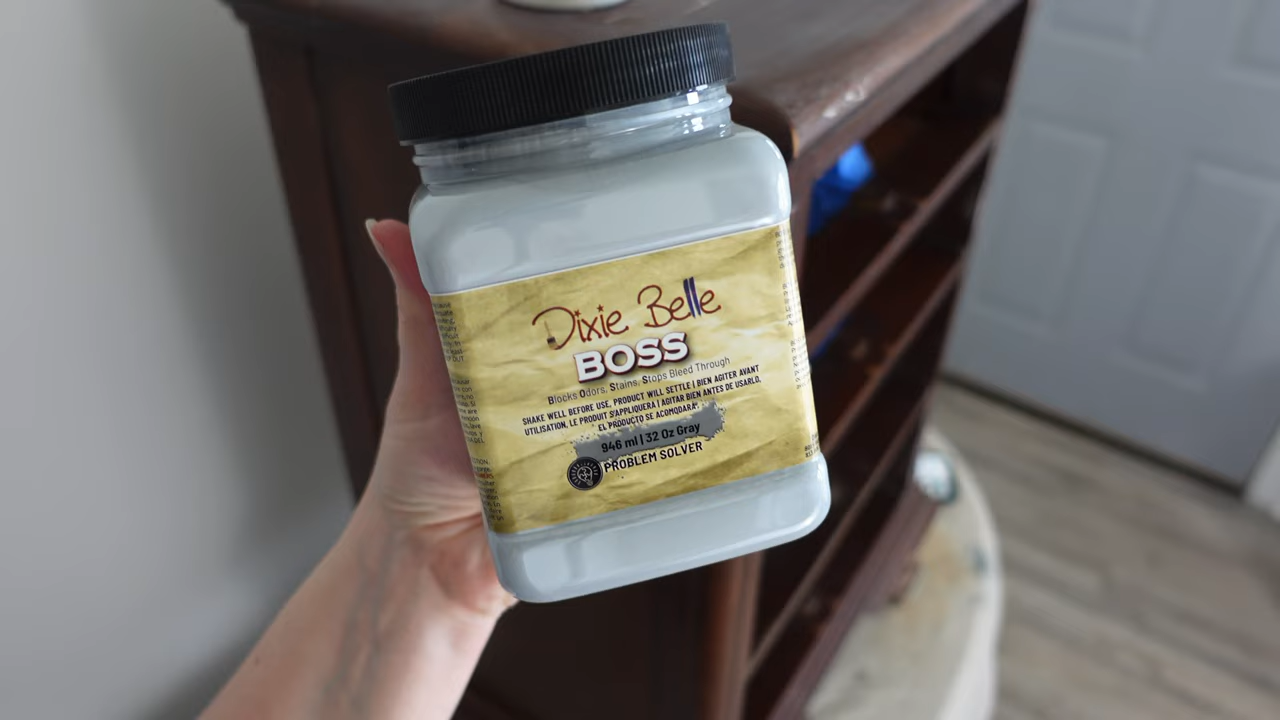 Dixie Belle
BOSS
Blocks Odors, Stains, Stops Bleed Through
SHAKE WELL BEFORE USE, PRODUCT WILL SETTLE | BIEN AGITER AVANT
UTILISATION, LE PRODUIT S'APPLIQUERA | AGITAR BIEN ANTES DE USARLO,
EL PRODUCTO SE ACOMODARA
946 ml | 32 Oz Gray
PROBLEM SOLVER